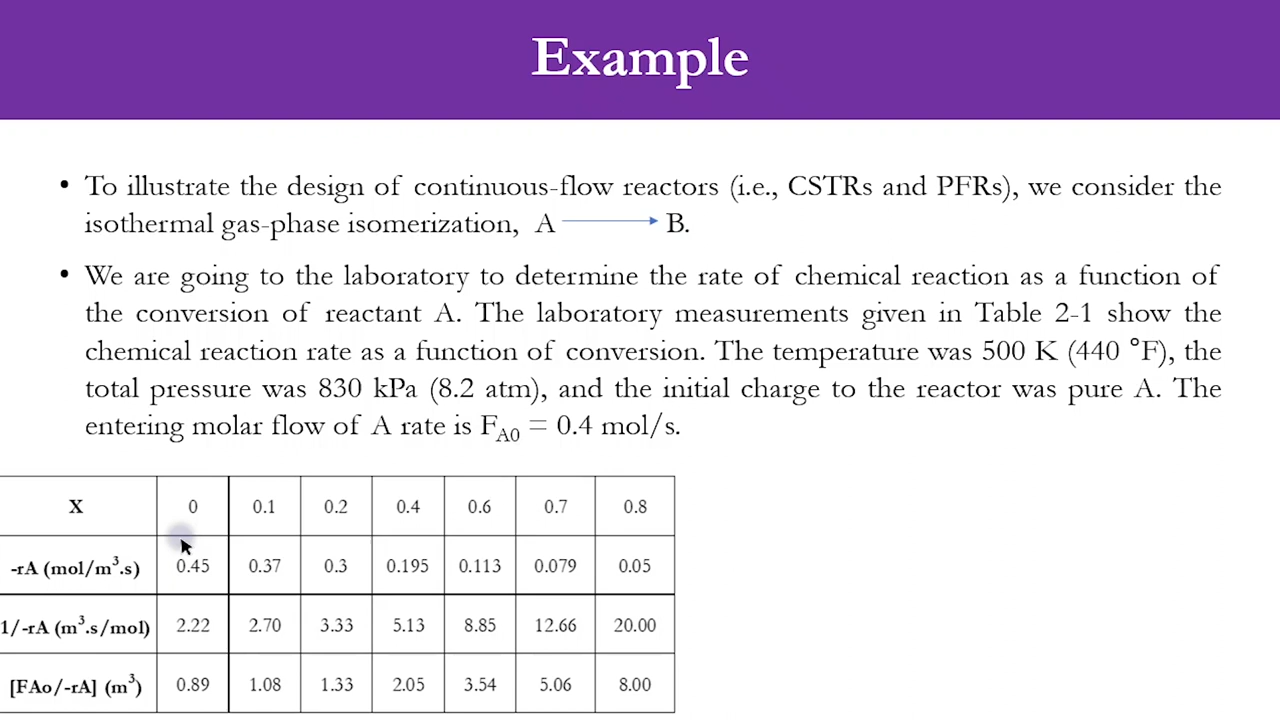 Example
• To illustrate the design of continuous-flow reactors (i.e., CSTRs and PFRs), we consider the
isothermal gas-phase isomerization, A ⟶ B.
• We are going to the laboratory to determine the rate of chemical reaction as a function of
the conversion of reactant A. The laboratory measurements given in Table 2-1 show the
chemical reaction rate as a function of conversion. The temperature was 500 K (440 °F), the
total pressure was 830 kPa (8.2 atm), and the initial charge to the reactor was pure A. The
entering molar flow of A rate is F_A0 = 0.4 mol/s.
X 0 0.1 0.2 0.4 0.6 0.7 0.8
-rA (mol/m³.s) 0.45 0.37 0.3 0.195 0.113 0.079 0.05
1/-rA (m³.s/mol) 2.22 2.70 3.33 5.13 8.85 12.66 20.00
[FAo/-rA] (m³) 0.89 1.08 1.33 2.05 3.54 5.06 8.00